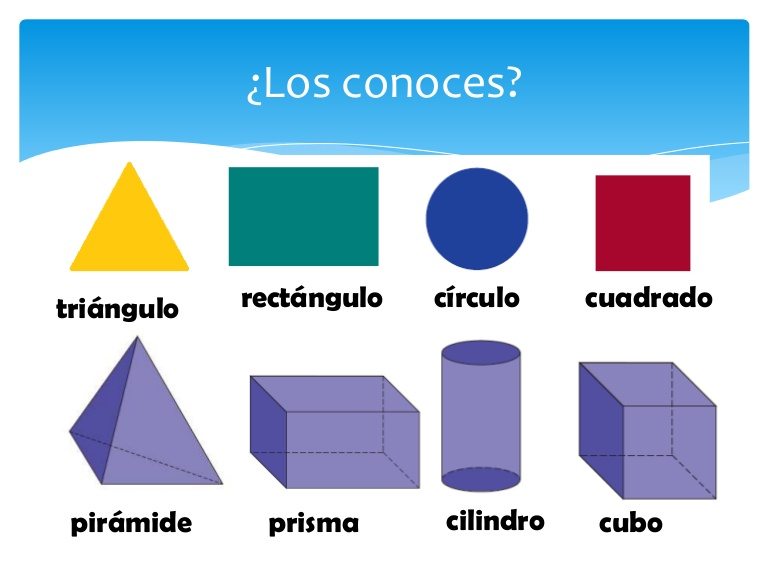 ¿Los conoces?
triángulo
rectángulo
círculo
cuadrado
pirámide
prisma
cilindro
cubo